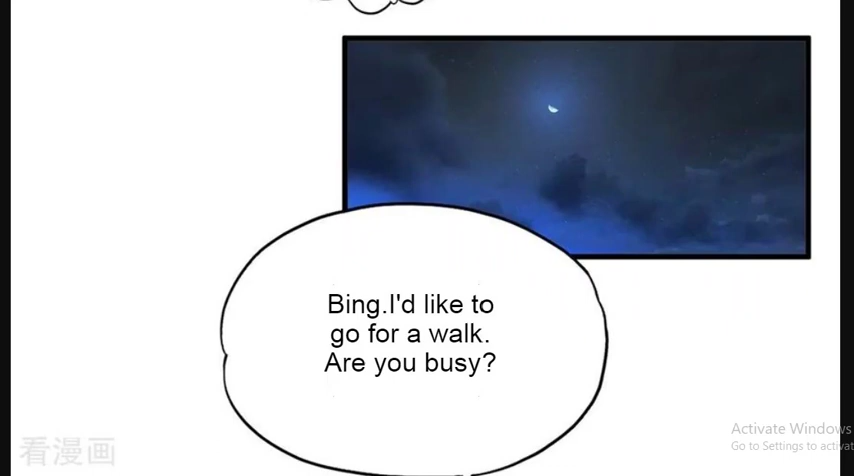 Bing.I'd like to
go for a walk.
Are you busy?
看漫画
Activate Windows
Go to Settings to activat